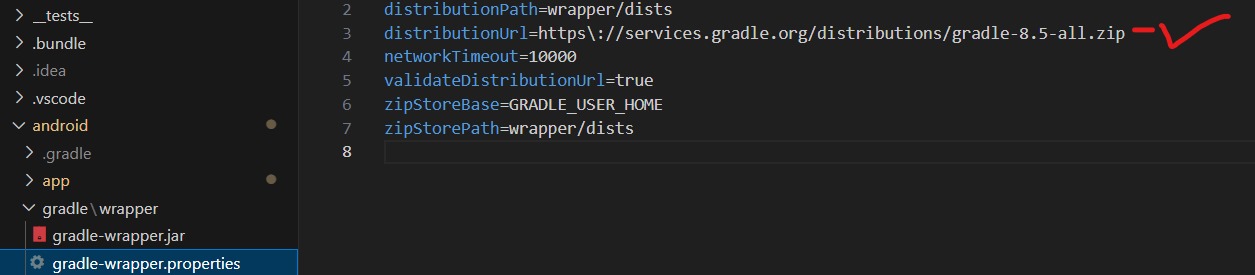 __tests__
.bundle
.idea
.vscode
android
.gradle
app
gradle\wrapper
gradle-wrapper.jar
gradle-wrapper.properties
2 distributionPath=wrapper/dists
3 distributionUrl=https\://services.gradle.org/distributions/gradle-8.5-all.zip
4 networkTimeout=10000
5 validateDistributionUrl=true
6 zipStoreBase=GRADLE_USER_HOME
7 zipStorePath=wrapper/dists
8